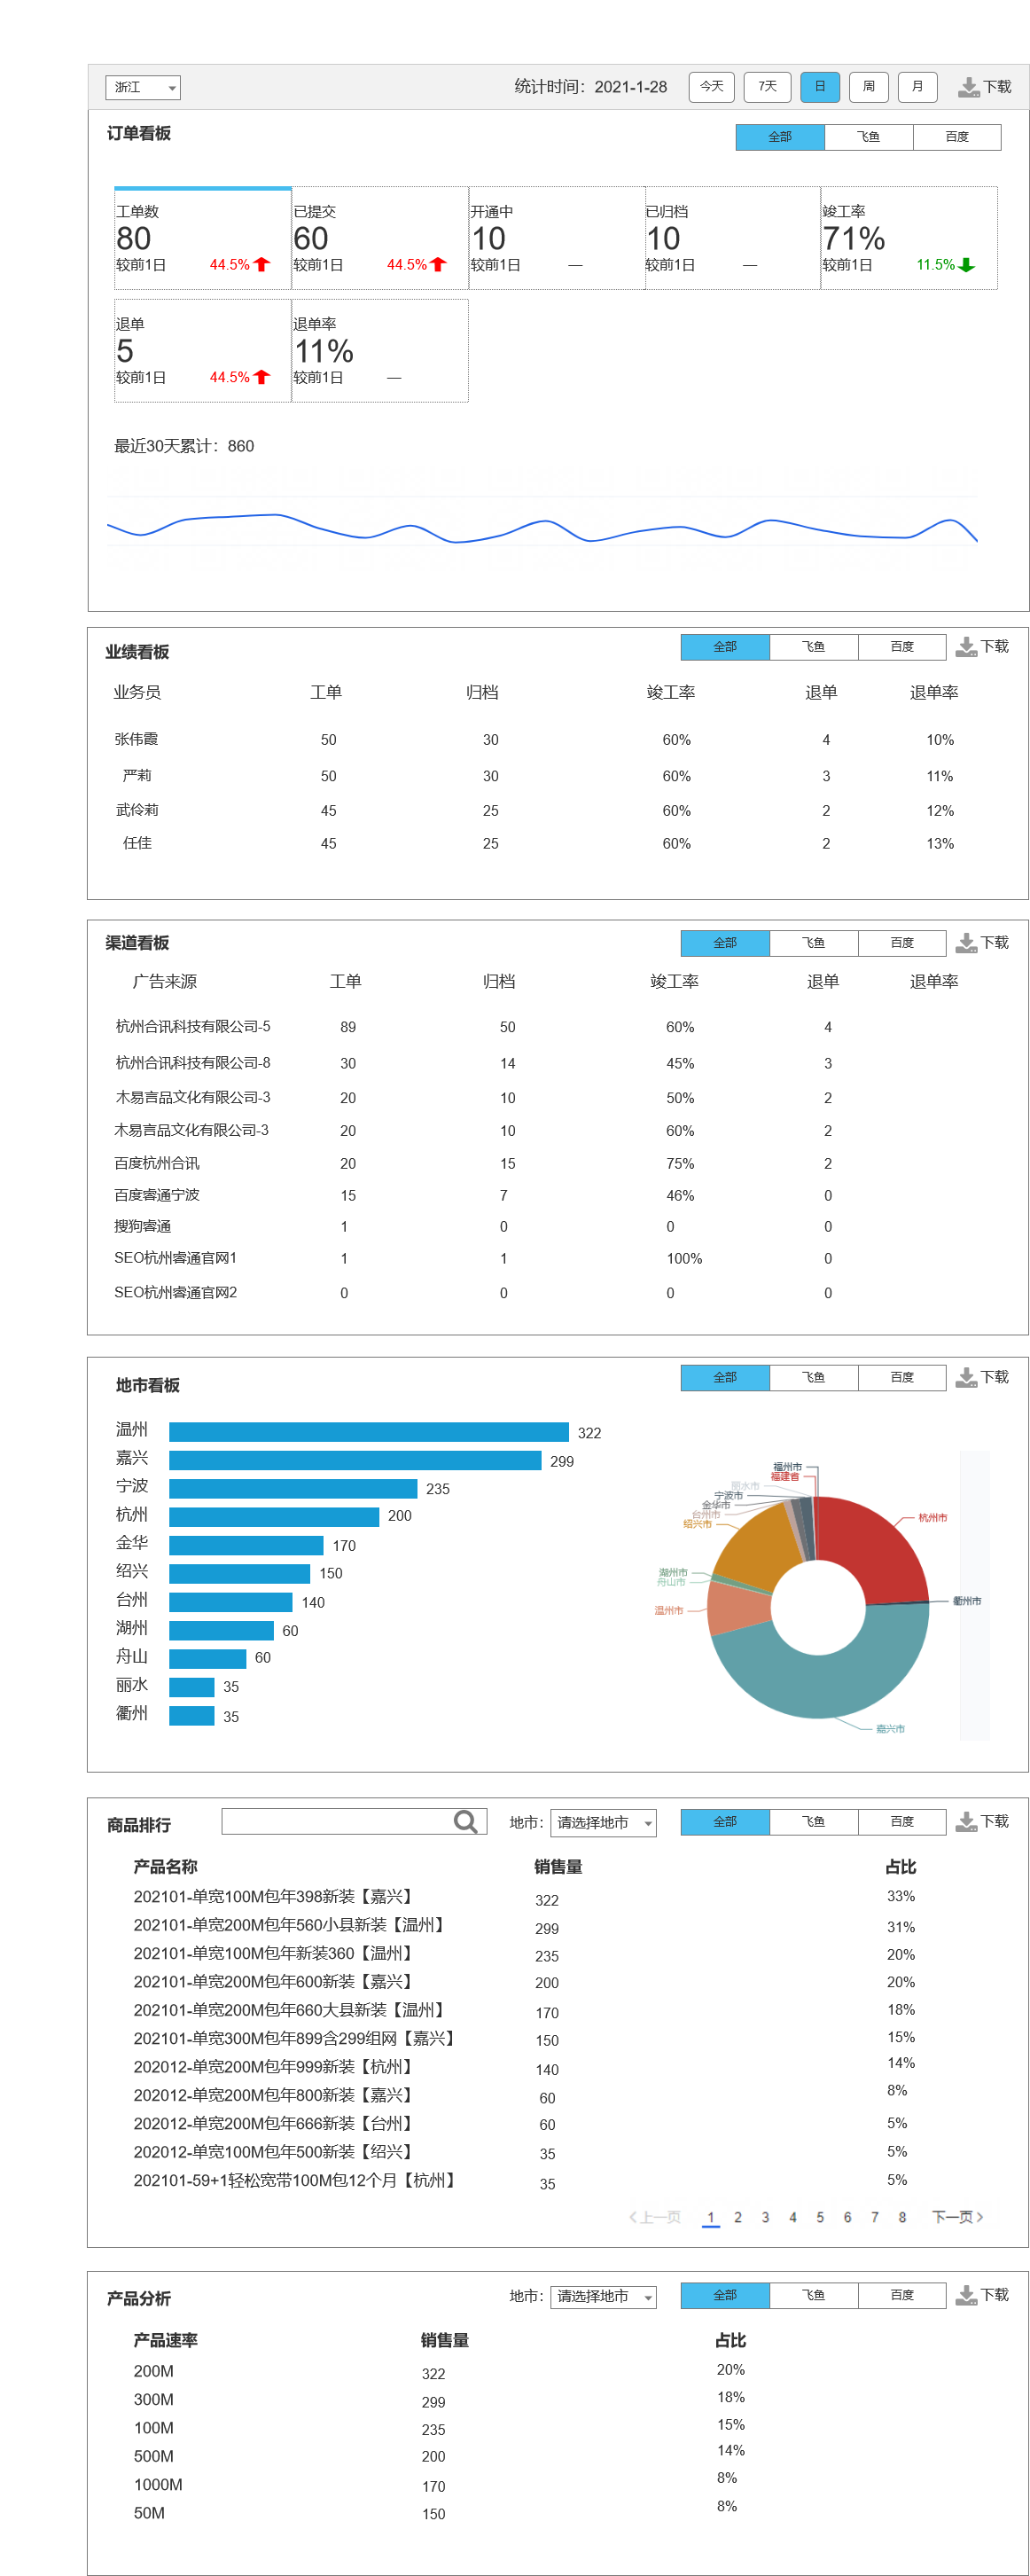 浙江 统计时间：2021-1-28 今天 7天 日 周 月 下载
订单看板 全部 飞鱼 百度
工单数 已提交 开通中 已归档 竣工率
80 60 10 10 71%
较前1日 44.5% 较前1日 44.5% 较前1日 — 较前1日 — 较前1日 11.5%
退单 退单率
5 11%
较前1日 44.5% 较前1日 —
最近30天累计：860
业绩看板 全部 飞鱼 百度 下载
业务员 工单 归档 竣工率 退单 退单率
张伟霞 50 30 60% 4 10%
严莉 50 30 60% 3 11%
武伶莉 45 25 60% 2 12%
任佳 45 25 60% 2 13%
渠道看板 全部 飞鱼 百度 下载
广告来源 工单 归档 竣工率 退单 退单率
杭州合讯科技有限公司-5 89 50 60% 4
杭州合讯科技有限公司-8 30 14 45% 3
木易言品文化有限公司-3 20 10 50% 2
木易言品文化有限公司-3 20 10 60% 2
百度杭州合讯 20 15 75% 2
百度睿通宁波 15 7 46% 0
搜狗睿通 1 0 0 0
SEO杭州睿通官网1 1 1 100% 0
SEO杭州睿通官网2 0 0 0 0
地市看板 全部 飞鱼 百度 下载
温州 322
嘉兴 299
宁波 235
杭州 200
金华 170
绍兴 150
台州 140
湖州 60
舟山 60
丽水 35
衢州 35
福州市
福建省
丽水市
宁波市
金华市
台州市
绍兴市
杭州市
湖州市
舟山市
衢州市
温州市
嘉兴市
商品排行 地市： 请选择地市 全部 飞鱼 百度 下载
产品名称 销售量 占比
202101-单宽100M包年398新装【嘉兴】 322 33%
202101-单宽200M包年560小县新装【温州】 299 31%
202101-单宽100M包年新装360【温州】 235 20%
202101-单宽200M包年600新装【嘉兴】 200 20%
202101-单宽200M包年660大县新装【温州】 170 18%
202101-单宽300M包年899含299组网【嘉兴】 150 15%
202012-单宽200M包年999新装【杭州】 140 14%
202012-单宽200M包年800新装【嘉兴】 60 8%
202012-单宽200M包年666新装【台州】 60 5%
202012-单宽100M包年500新装【绍兴】 35 5%
202101-59+1轻松宽带100M包12个月【杭州】 35 5%
上一页 1 2 3 4 5 6 7 8 下一页
产品分析 地市： 请选择地市 全部 飞鱼 百度 下载
产品速率 销售量 占比
200M 322 20%
300M 299 18%
100M 235 15%
500M 200 14%
1000M 170 8%
50M 150 8%